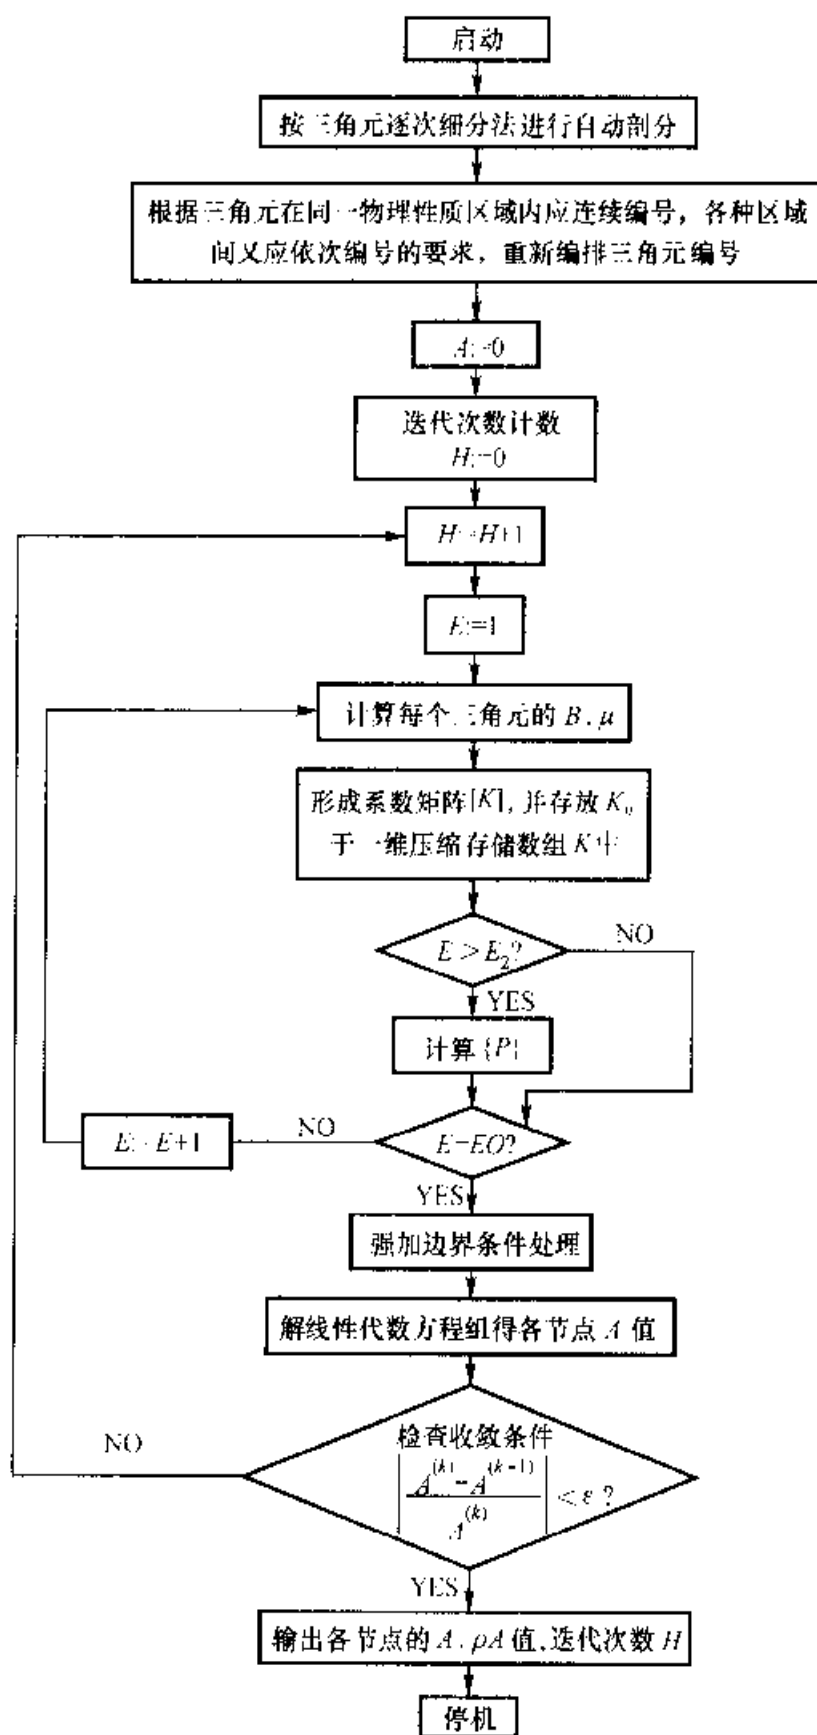 启动
按三角元逐次细分法进行自动剖分
根据三角元在同一物理性质区域内应连续编号，各种区域
间又应依次编号的要求，重新编排三角元编号
A:=0
迭代次数计数
H:=0
H:=H+1
E:=1
计算每个三角元的 B、μ
形成系数矩阵[K]，并存放 K_{ij}
于一维压缩存储数组 K 中
E > E_2?
NO
YES
计算{P}
E:=E+1
NO
E=EO?
YES
强加边界条件处理
解线性代数方程组得各节点 A 值
NO
检查收敛条件
|A^{(k)}-A^{(k-1)}/A^{(k)}| < ε ?
YES
输出各节点的 A、ρA 值、迭代次数 H
停机